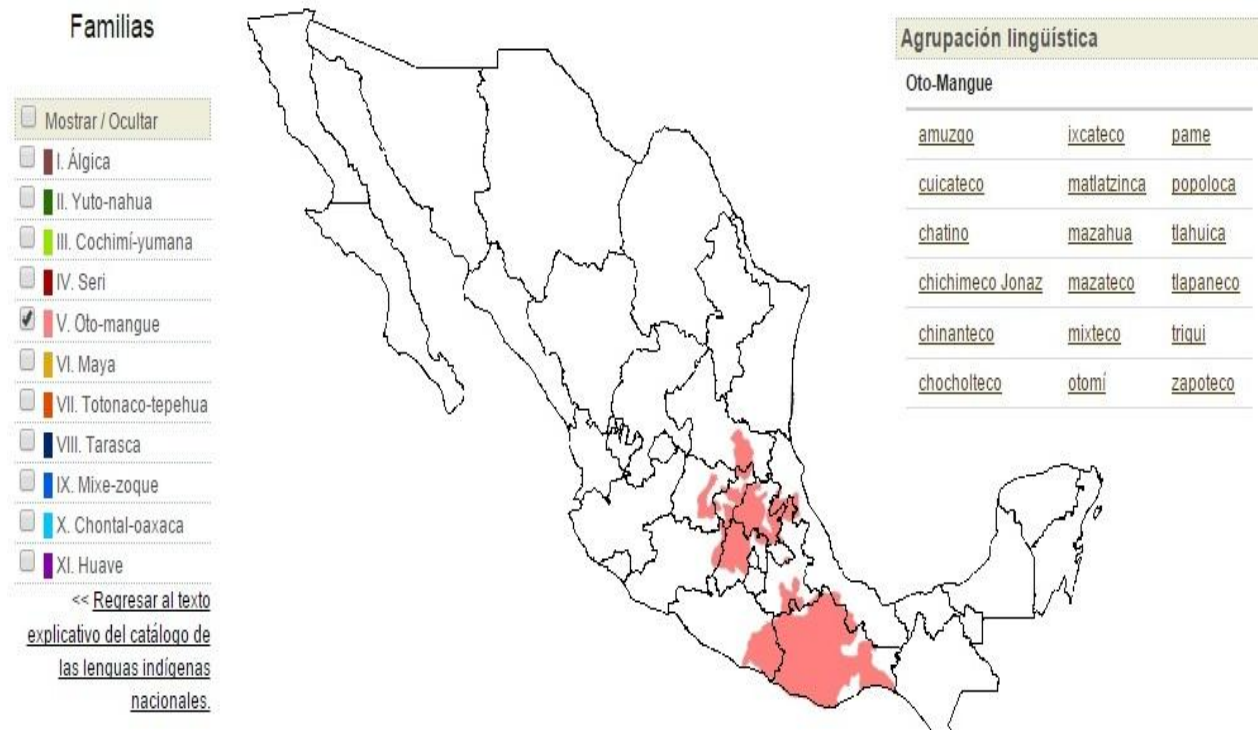 Familias
Mostrar / Ocultar
I. Álgica
II. Yuto-nahua
III. Cochimí-yumana
IV. Seri
V. Oto-mangue
VI. Maya
VII. Totonaco-tepehua
VIII. Tarasca
IX. Mixe-zoque
X. Chontal-oaxaca
XI. Huave
<< Regresar al texto
explicativo del catálogo de
las lenguas indígenas
nacionales.
Agrupación lingüística
Oto-Mangue
amuzgo ixcateco pame
cuicateco matlatzinca popoloca
chatino mazahua tlahuica
chichimeco Jonaz mazateco tlapaneco
chinanteco mixteco triqui
chocholteco otomí zapoteco